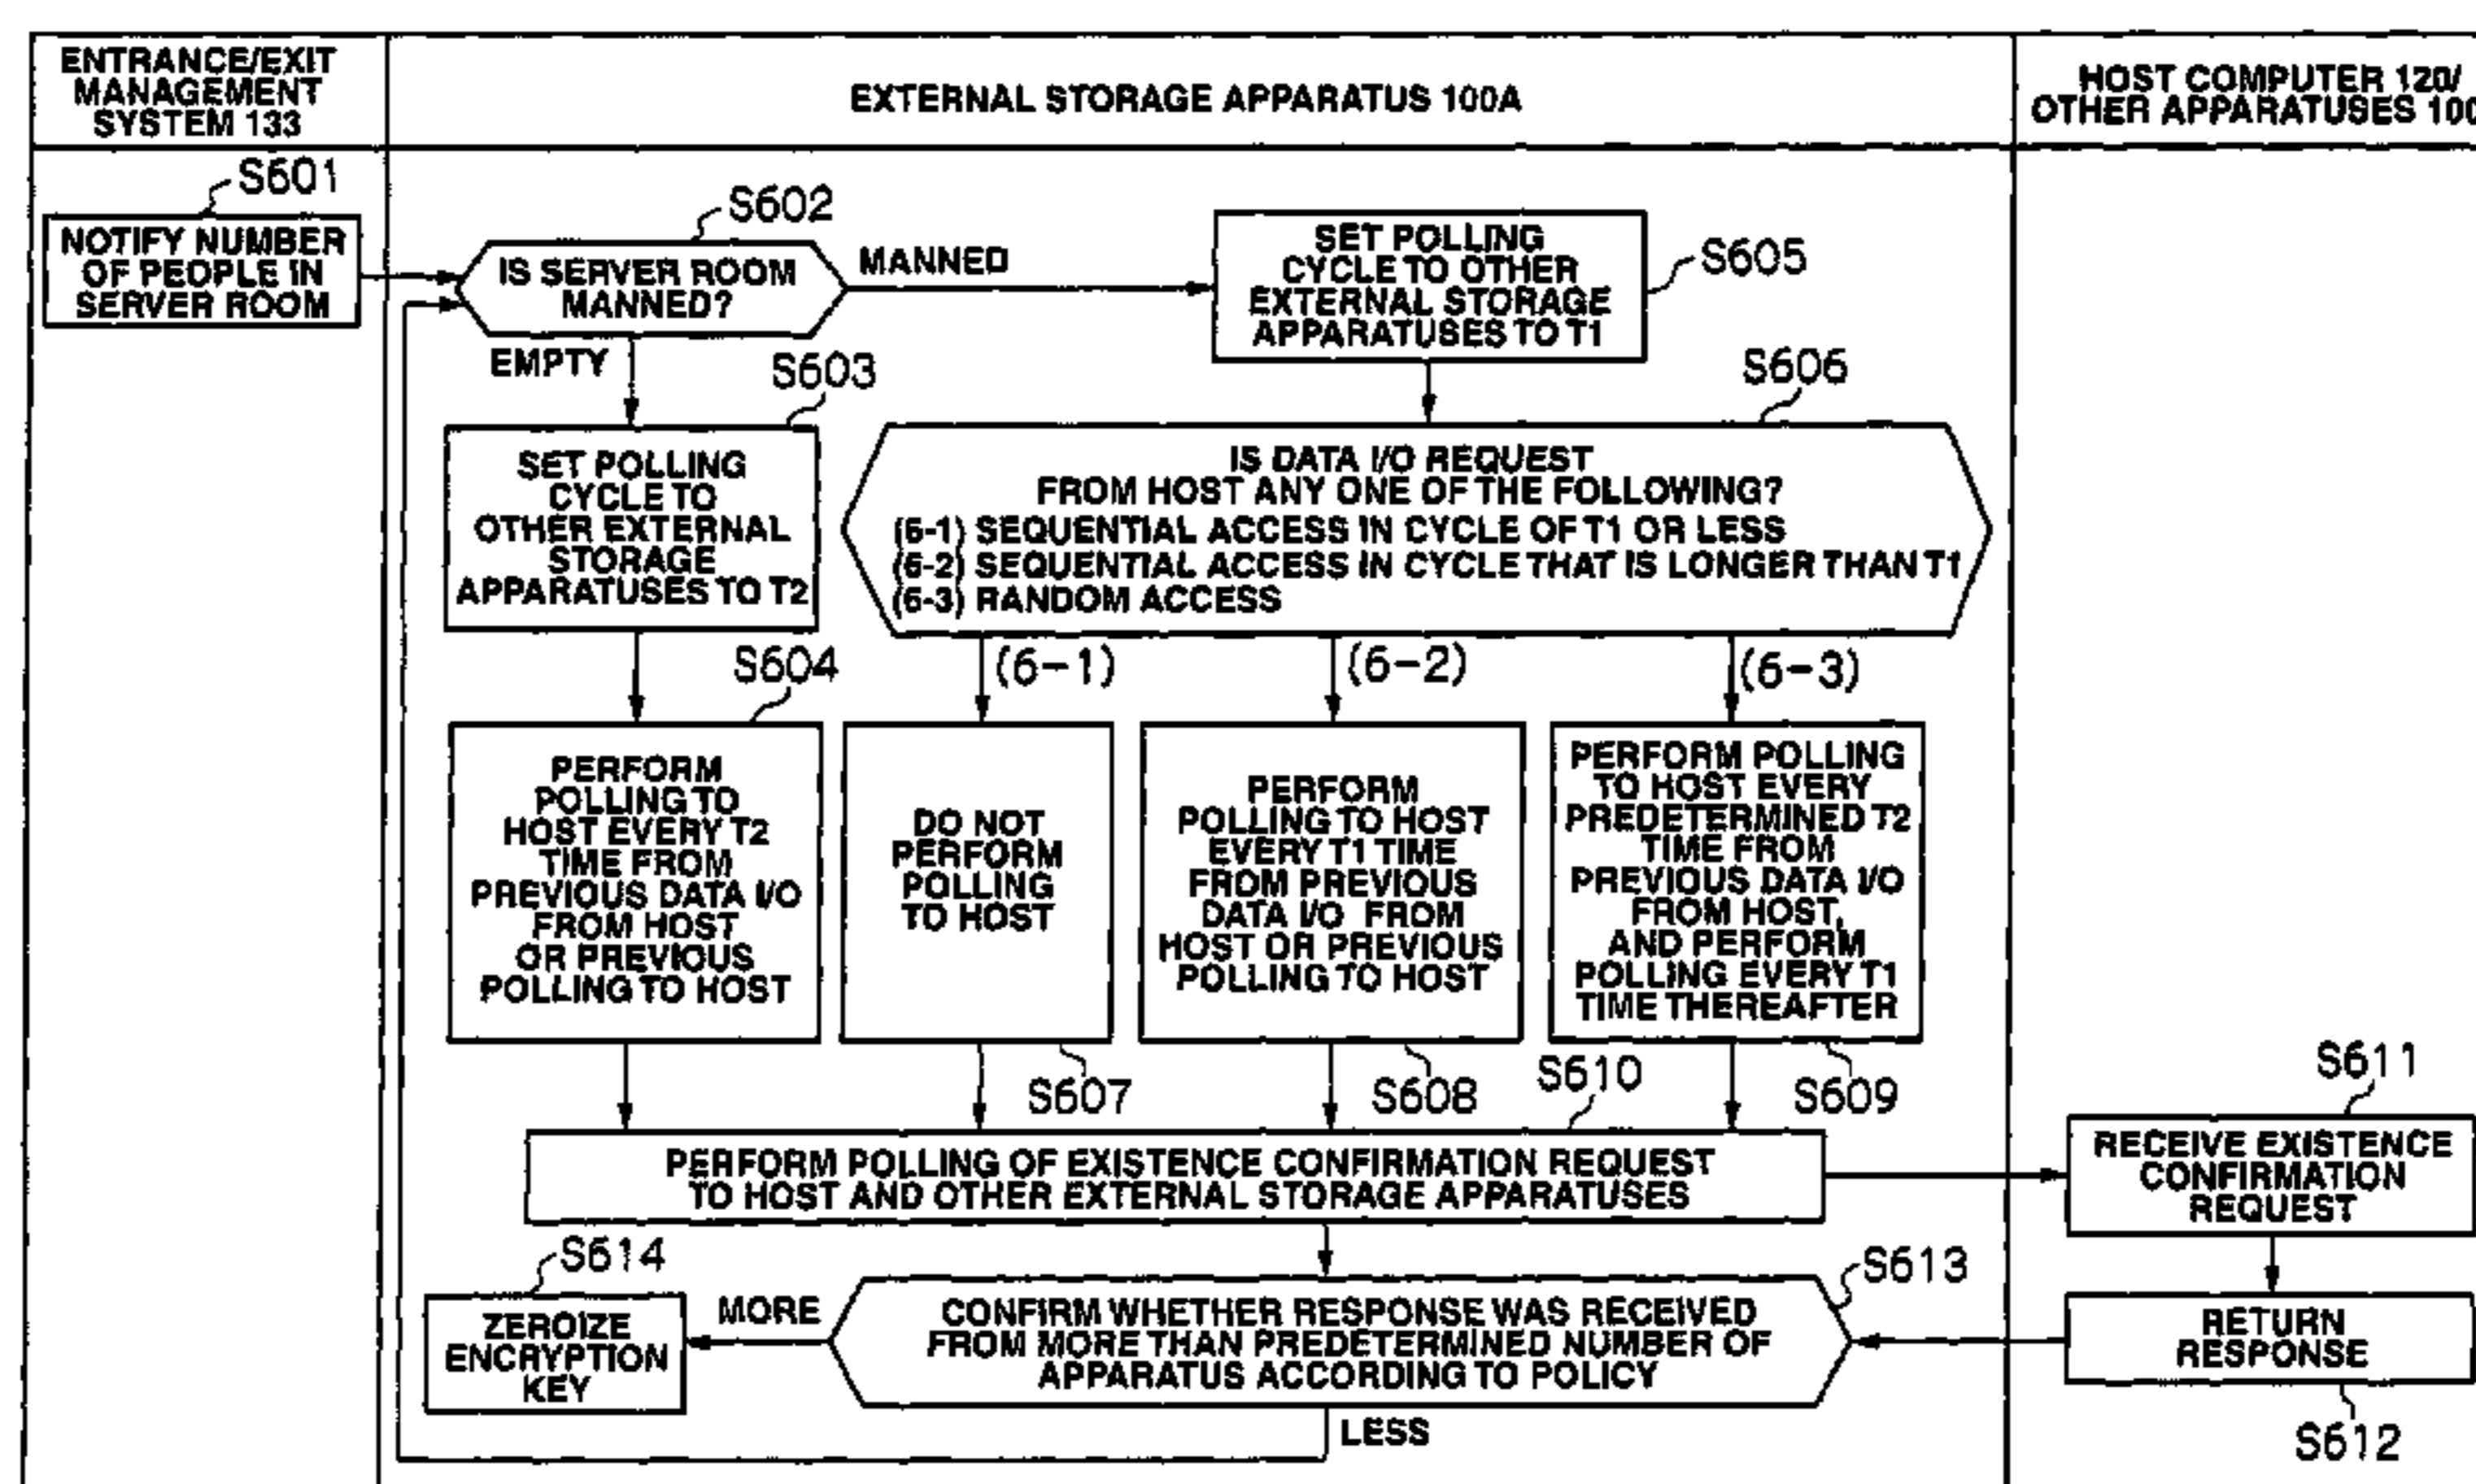 ENTRANCE/EXIT
MANAGEMENT
SYSTEM 133
EXTERNAL STORAGE APPARATUS 100A
HOST COMPUTER 120/
OTHER APPARATUSES 100
S601
NOTIFY NUMBER
OF PEOPLE IN
SERVER ROOM
S602
IS SERVER ROOM
MANNED?
MANNED
EMPTY
SET POLLING
CYCLE TO OTHER
EXTERNAL STORAGE
APPARATUSES TO T1
S605
S603
SET POLLING
CYCLE TO
OTHER EXTERNAL
STORAGE
APPARATUSES TO T2
S606
IS DATA I/O REQUEST
FROM HOST ANY ONE OF THE FOLLOWING?
(6-1) SEQUENTIAL ACCESS IN CYCLE OF T1 OR LESS
(6-2) SEQUENTIAL ACCESS IN CYCLE THAT IS LONGER THAN T1
(6-3) RANDOM ACCESS
(6-1)
(6-2)
(6-3)
S604
PERFORM
POLLING TO
HOST EVERY T2
TIME FROM
PREVIOUS DATA I/O
FROM HOST
OR PREVIOUS
POLLING TO HOST
DO NOT
PERFORM
POLLING
TO HOST
S607
PERFORM
POLLING TO HOST
EVERY T1 TIME
FROM PREVIOUS
DATA I/O FROM
HOST OR PREVIOUS
POLLING TO HOST
S608
PERFORM POLLING
TO HOST EVERY
PREDETERMINED T2
TIME FROM
PREVIOUS DATA I/O
FROM HOST,
AND PERFORM
POLLING EVERY T1
TIME THEREAFTER
S609
S610
PERFORM POLLING OF EXISTENCE CONFIRMATION REQUEST
TO HOST AND OTHER EXTERNAL STORAGE APPARATUSES
S611
RECEIVE EXISTENCE
CONFIRMATION
REQUEST
RETURN
RESPONSE
S612
S613
CONFIRM WHETHER RESPONSE WAS RECEIVED
FROM MORE THAN PREDETERMINED NUMBER OF
APPARATUS ACCORDING TO POLICY
MORE
LESS
S614
ZEROIZE
ENCRYPTION
KEY